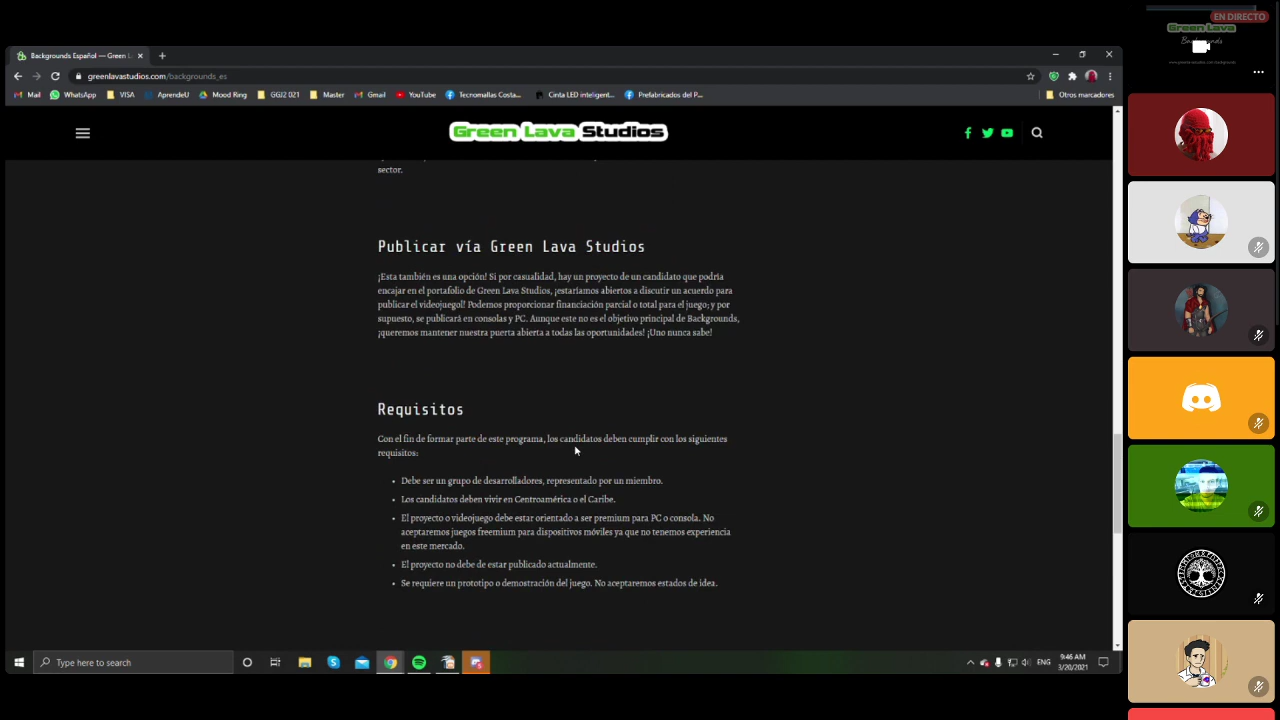 EN DIRECTO
Green Lava
Backgrounds
Backgrounds Español — Green L
greenlavastudios.com/backgrounds_es
Mail WhatsApp VISA AprendeU Mood Ring GGJ2 021 Master Gmail YouTube Tecromallas Costa... Cinta LED inteligent... Prefabricados del P... Otros marcadores
Green Lava Studios
sector.
Publicar vía Green Lava Studios
¡Esta también es una opción! Si por casualidad, hay un proyecto de un candidato que podría
encajar en el portafolio de Green Lava Studios, ¡estaríamos abiertos a discutir un acuerdo para
publicar el videojuego! Podemos proporcionar financiación parcial o total para el juego; y por
supuesto, se publicará en consolas y PC. Aunque este no es el objetivo principal de Backgrounds,
¡queremos mantener nuestra puerta abierta a todas las oportunidades! ¡Uno nunca sabe!
Requisitos
Con el fin de formar parte de este programa, los candidatos deben cumplir con los siguientes
requisitos:
• Debe ser un grupo de desarrolladores, representado por un miembro.
• Los candidatos deben vivir en Centroamérica o el Caribe.
• El proyecto o videojuego debe estar orientado a ser premium para PC o consola. No
aceptaremos juegos freemium para dispositivos móviles ya que no tenemos experiencia
en este mercado.
• El proyecto no debe de estar publicado actualmente.
• Se requiere un prototipo o demostración del juego. No aceptaremos estados de idea.
Type here to search
ENG
9:46 AM
3/20/2021